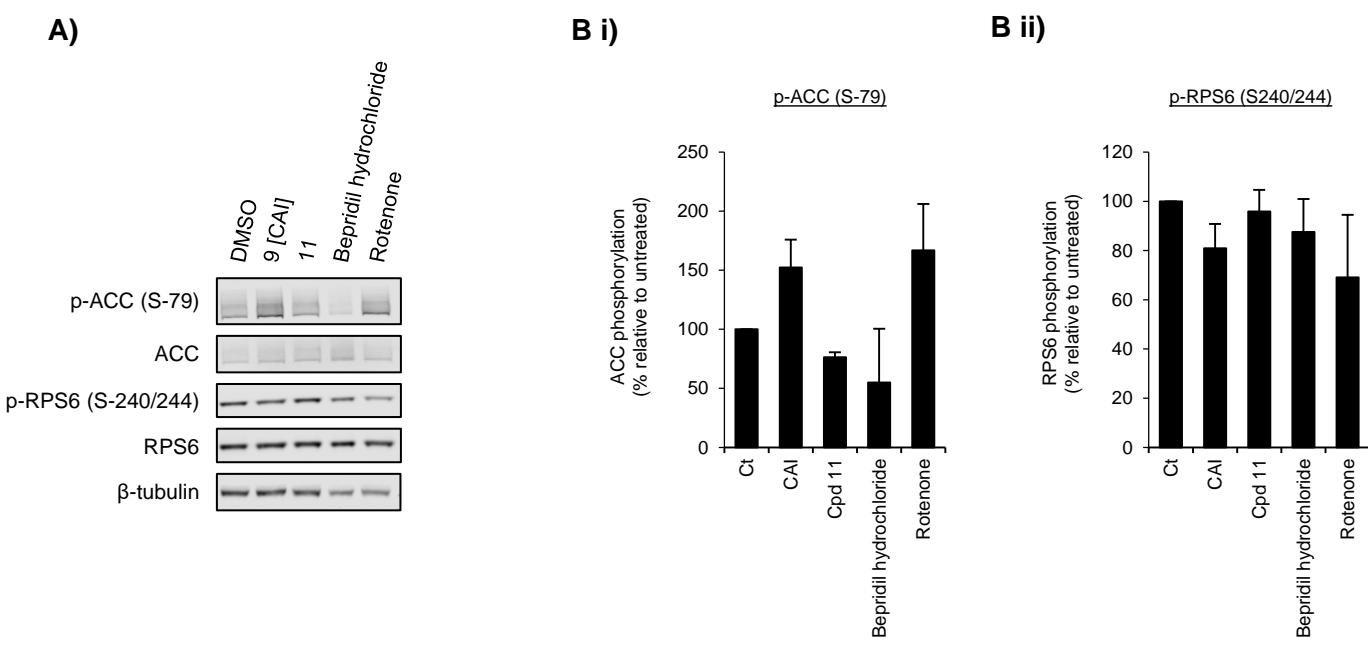 A)
DMSO
9 [CAI]
11
Bepridil hydrochloride
Rotenone
p-ACC (S-79)
ACC
p-RPS6 (S-240/244)
RPS6
β-tubulin
B i)
p-ACC (S-79)
ACC phosphorylation
(% relative to untreated)
250
200
150
100
50
0
Ct
CAI
Cpd 11
Bepridil hydrochloride
Rotenone
B ii)
p-RPS6 (S240/244)
RPS6 phosphorylation
(% relative to untreated)
120
100
80
60
40
20
0
Ct
CAI
Cpd 11
Bepridil hydrochloride
Rotenone